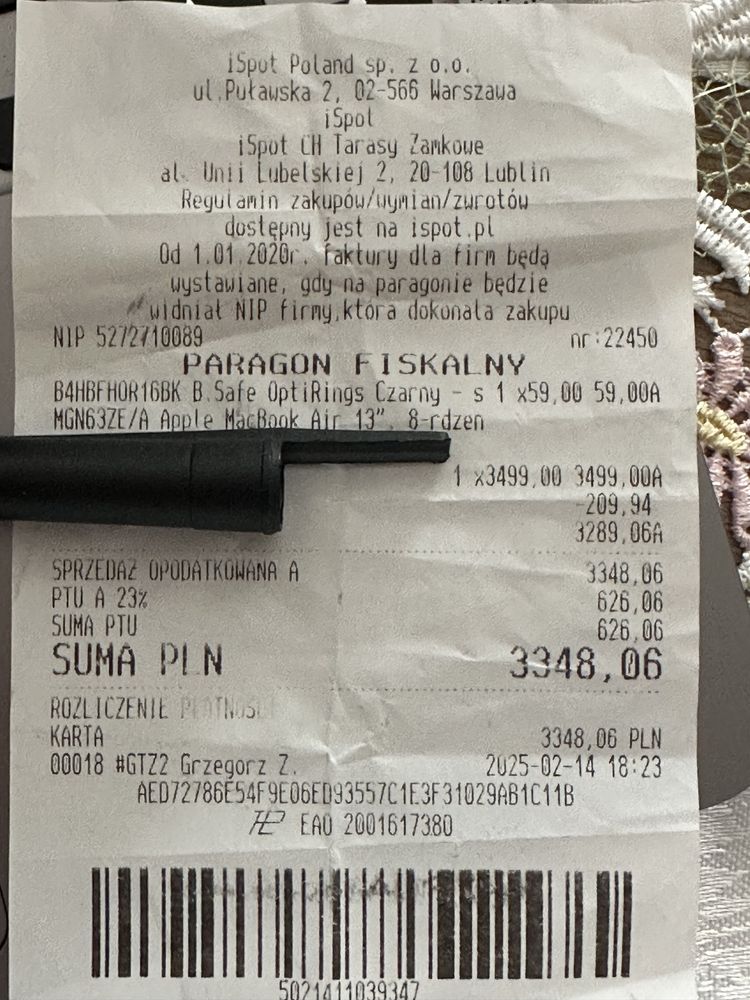 iSpot Poland sp. z o.o.
ul.Puławska 2, 02-566 Warszawa
iSpot
iSpot CH Tarasy Zamkowe
al. Unii Lubelskiej 2, 20-108 Lublin
Regulamin zakupów/wymian/zwrotów
dostępny jest na ispot.pl
Od 1.01.2020r. faktury dla firm będą
wystawiane, gdy na paragonie będzie
widniał NIP firmy,która dokonała zakupu
NIP 5272710089 nr:22450
PARAGON FISKALNY
B4HBFHOR16BK B.Safe OptiRings Czarny - s 1 x59,00 59,00A
MGN63ZE/A Apple MacBook Air 13", 8-rdzen
1 x3499,00 3499,00A
-209,94
3289,06A
SPRZEDAŻ OPODATKOWANA A 3348,06
PTU A 23% 626,06
SUMA PTU 626,06
SUMA PLN 3348,06
ROZLICZENIE PŁATNOŚCI
KARTA 3348,06 PLN
00018 #GTZ2 Grzegorz Z. 2025-02-14 18:23
AED72786E54F9E06ED93557C1E3F31029AB1C11B
EAO 2001617380
5021411039347